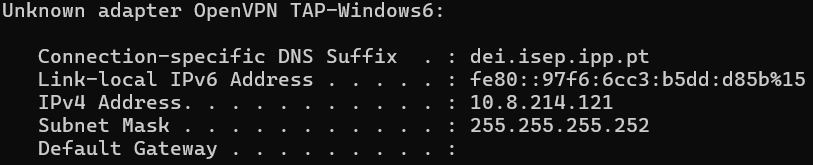 Unknown adapter OpenVPN TAP-Windows6:
Connection-specific DNS Suffix  . : dei.isep.ipp.pt
Link-local IPv6 Address . . . . . : fe80::97f6:6cc3:b5dd:d85b%15
IPv4 Address. . . . . . . . . . . : 10.8.214.121
Subnet Mask . . . . . . . . . . . : 255.255.255.252
Default Gateway . . . . . . . . . :